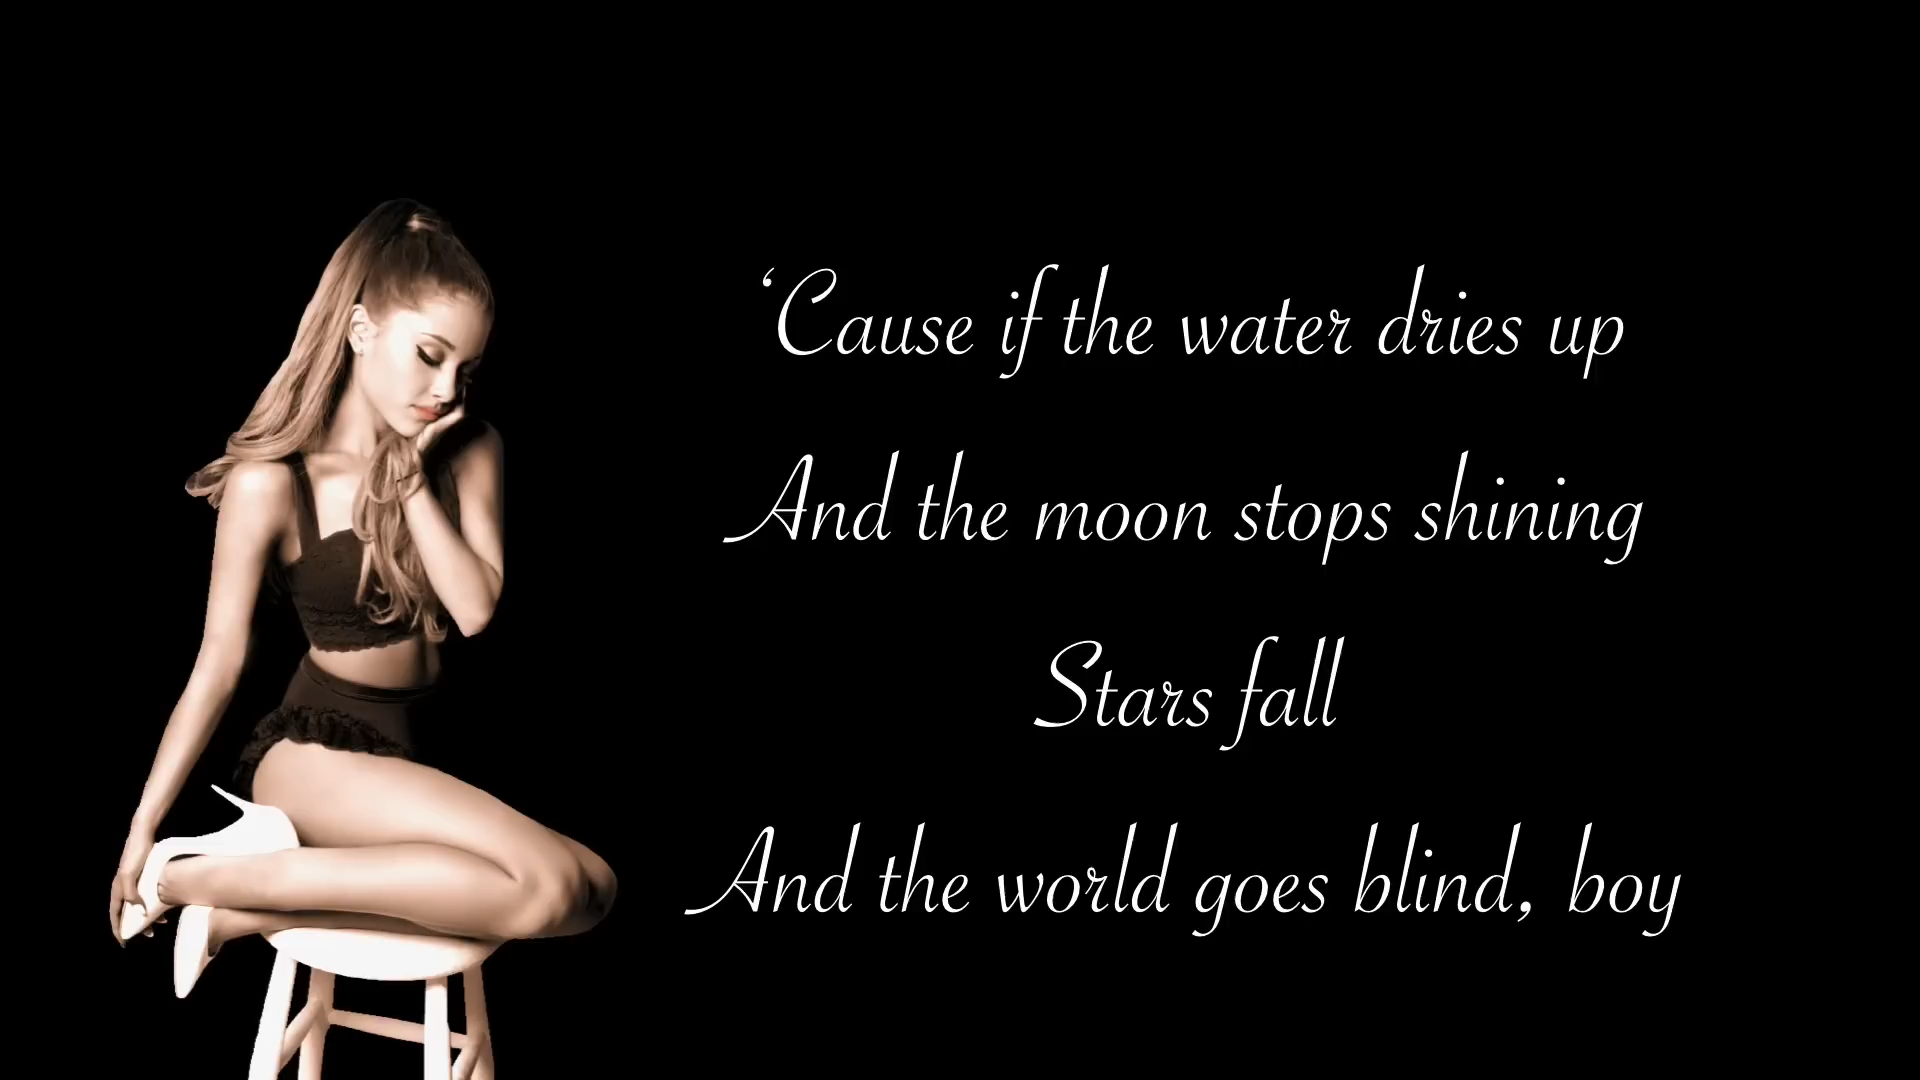 ‘Cause if the water dries up
And the moon stops shining
Stars fall
And the world goes blind, boy